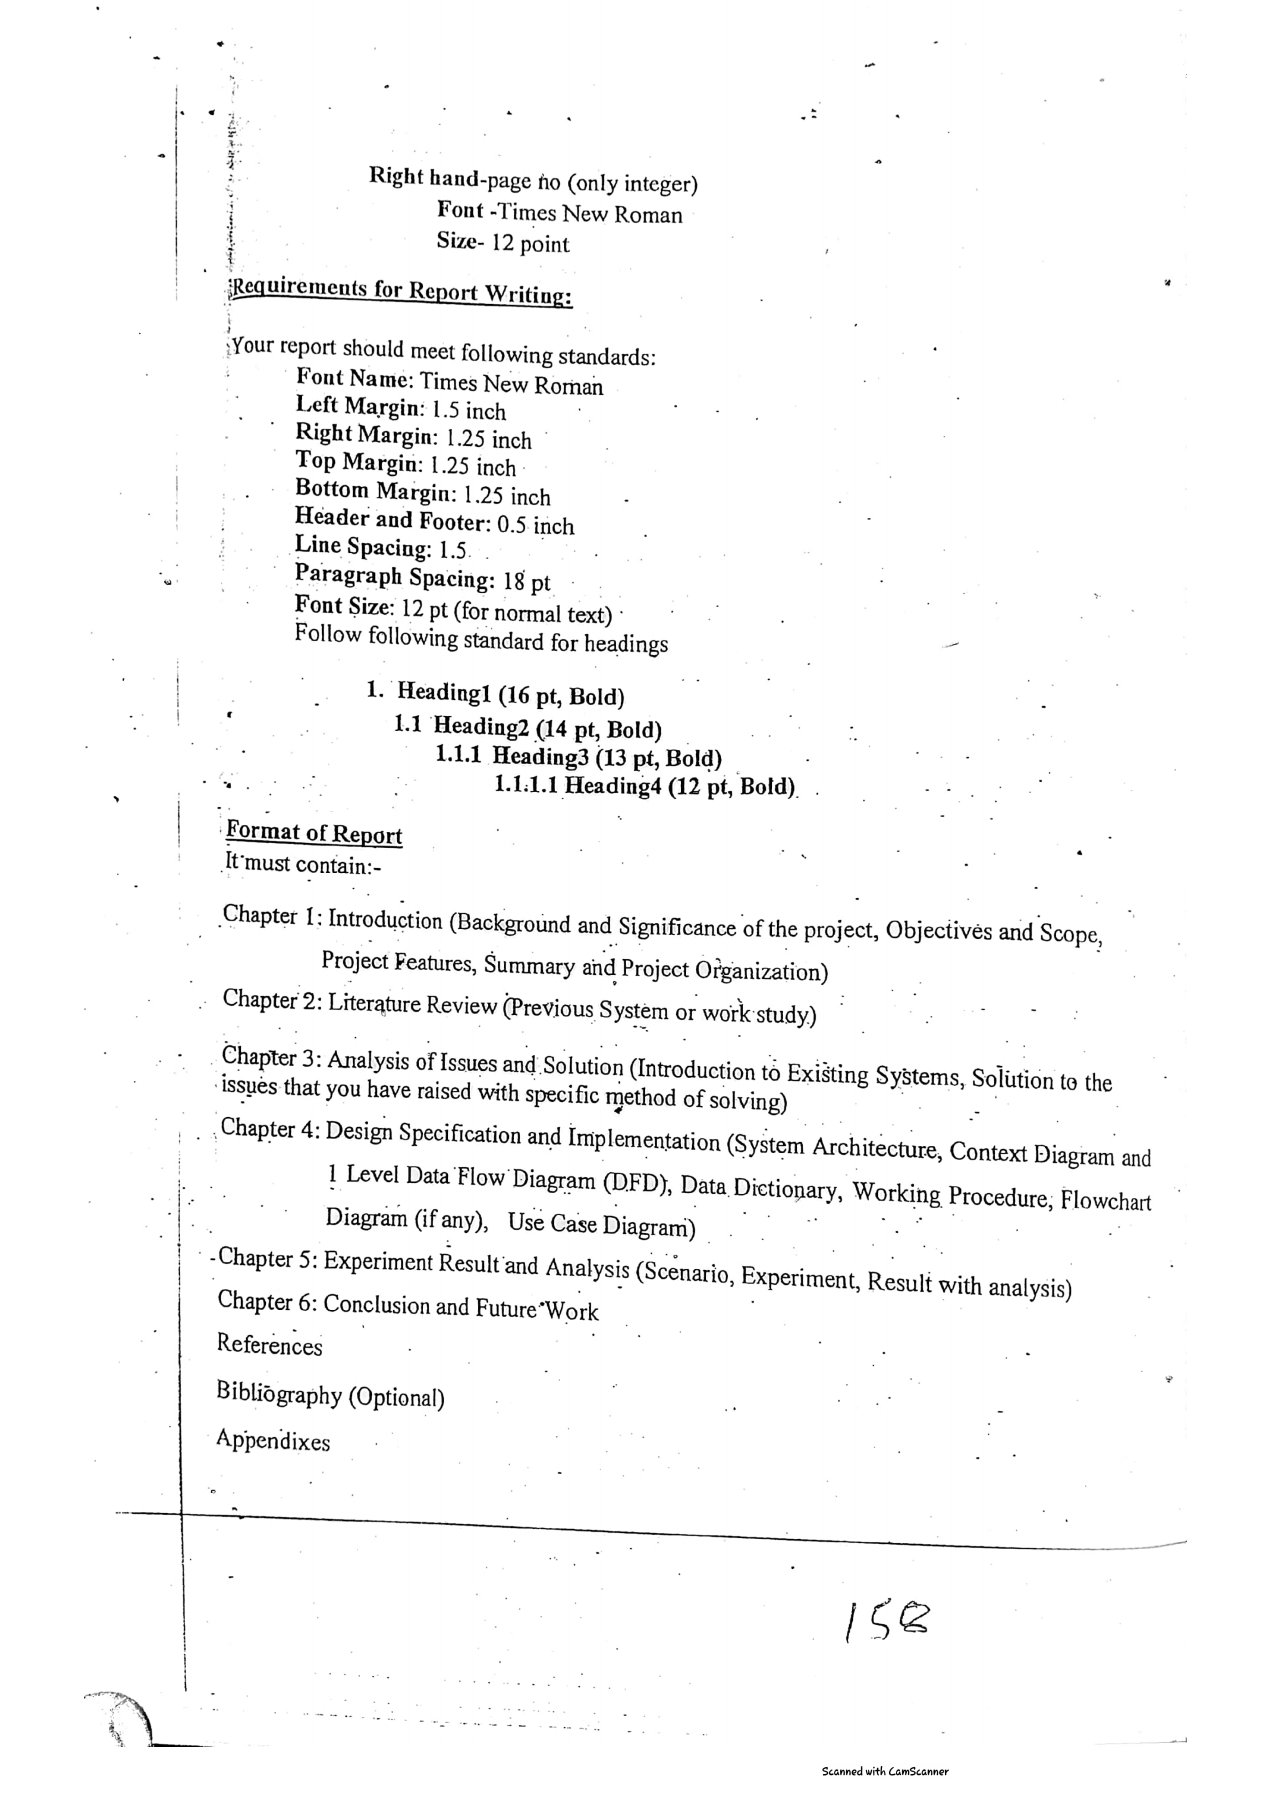 Right hand-page no (only integer)
Font -Times New Roman
Size- 12 point
Requirements for Report Writing:
Your report should meet following standards:
Font Name: Times New Roman
Left Margin: 1.5 inch
Right Margin: 1.25 inch
Top Margin: 1.25 inch
Bottom Margin: 1.25 inch
Header and Footer: 0.5 inch
Line Spacing: 1.5
Paragraph Spacing: 18 pt
Font Size: 12 pt (for normal text)
Follow following standard for headings
1. Heading1 (16 pt, Bold)
1.1 Heading2 (14 pt, Bold)
1.1.1 Heading3 (13 pt, Bold)
1.1.1.1 Heading4 (12 pt, Bold)
Format of Report
It must contain:-
Chapter 1: Introduction (Background and Significance of the project, Objectives and Scope,
Project Features, Summary and Project Organization)
Chapter 2: Literature Review (Previous System or work study)
Chapter 3: Analysis of Issues and Solution (Introduction to Existing Systems, Solution to the
issues that you have raised with specific method of solving)
Chapter 4: Design Specification and Implementation (System Architecture, Context Diagram and
1 Level Data Flow Diagram (DFD), Data Dictionary, Working Procedure, Flowchart
Diagram (if any), Use Case Diagram)
Chapter 5: Experiment Result and Analysis (Scenario, Experiment, Result with analysis)
Chapter 6: Conclusion and Future Work
References
Bibliography (Optional)
Appendixes
158
Scanned with CamScanner